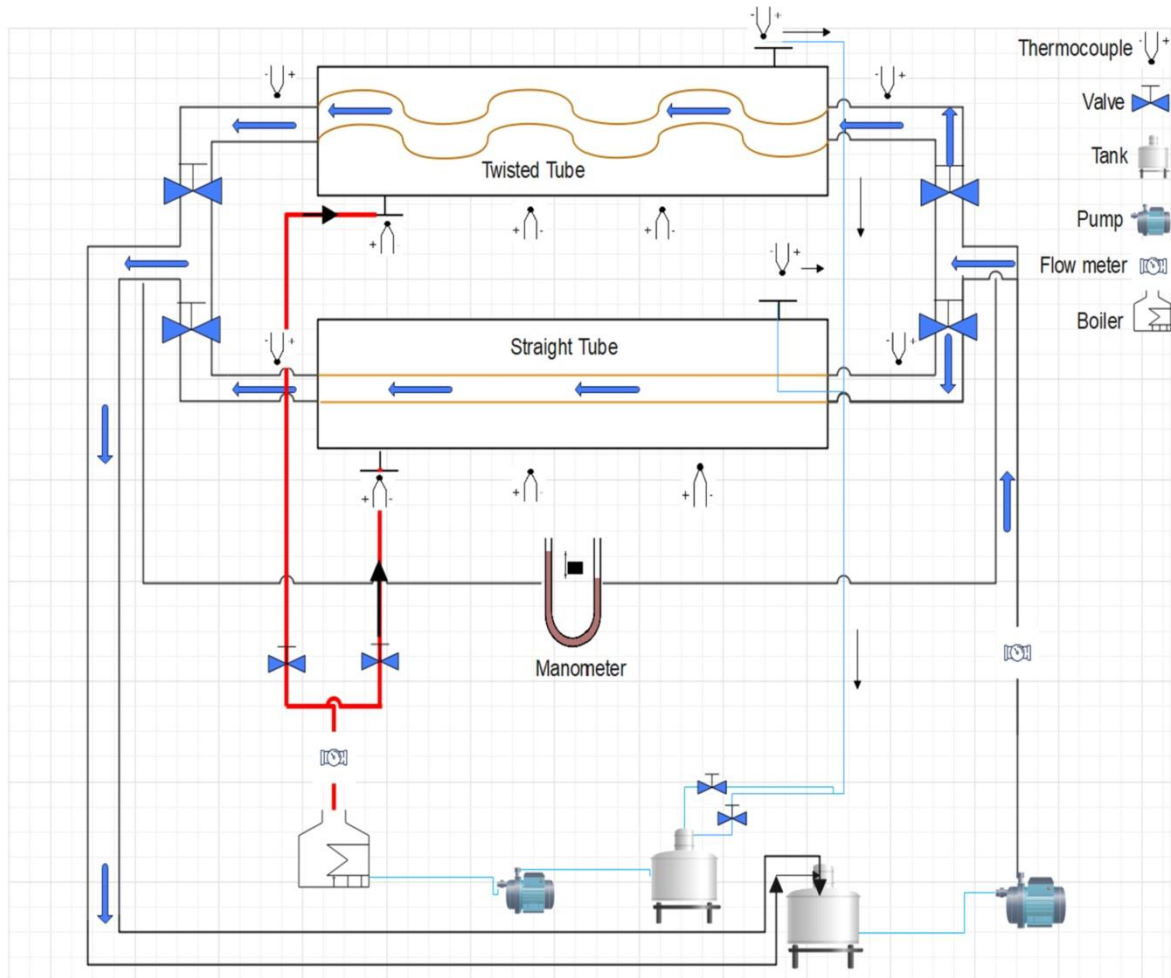 Thermocouple
- +
Valve
Tank
Pump
Flow meter
Boiler
- +
- +
- +
Twisted Tube
+ -
+ -
+ -
- +
- +
Straight Tube
- +
+ -
+ -
+ -
Manometer